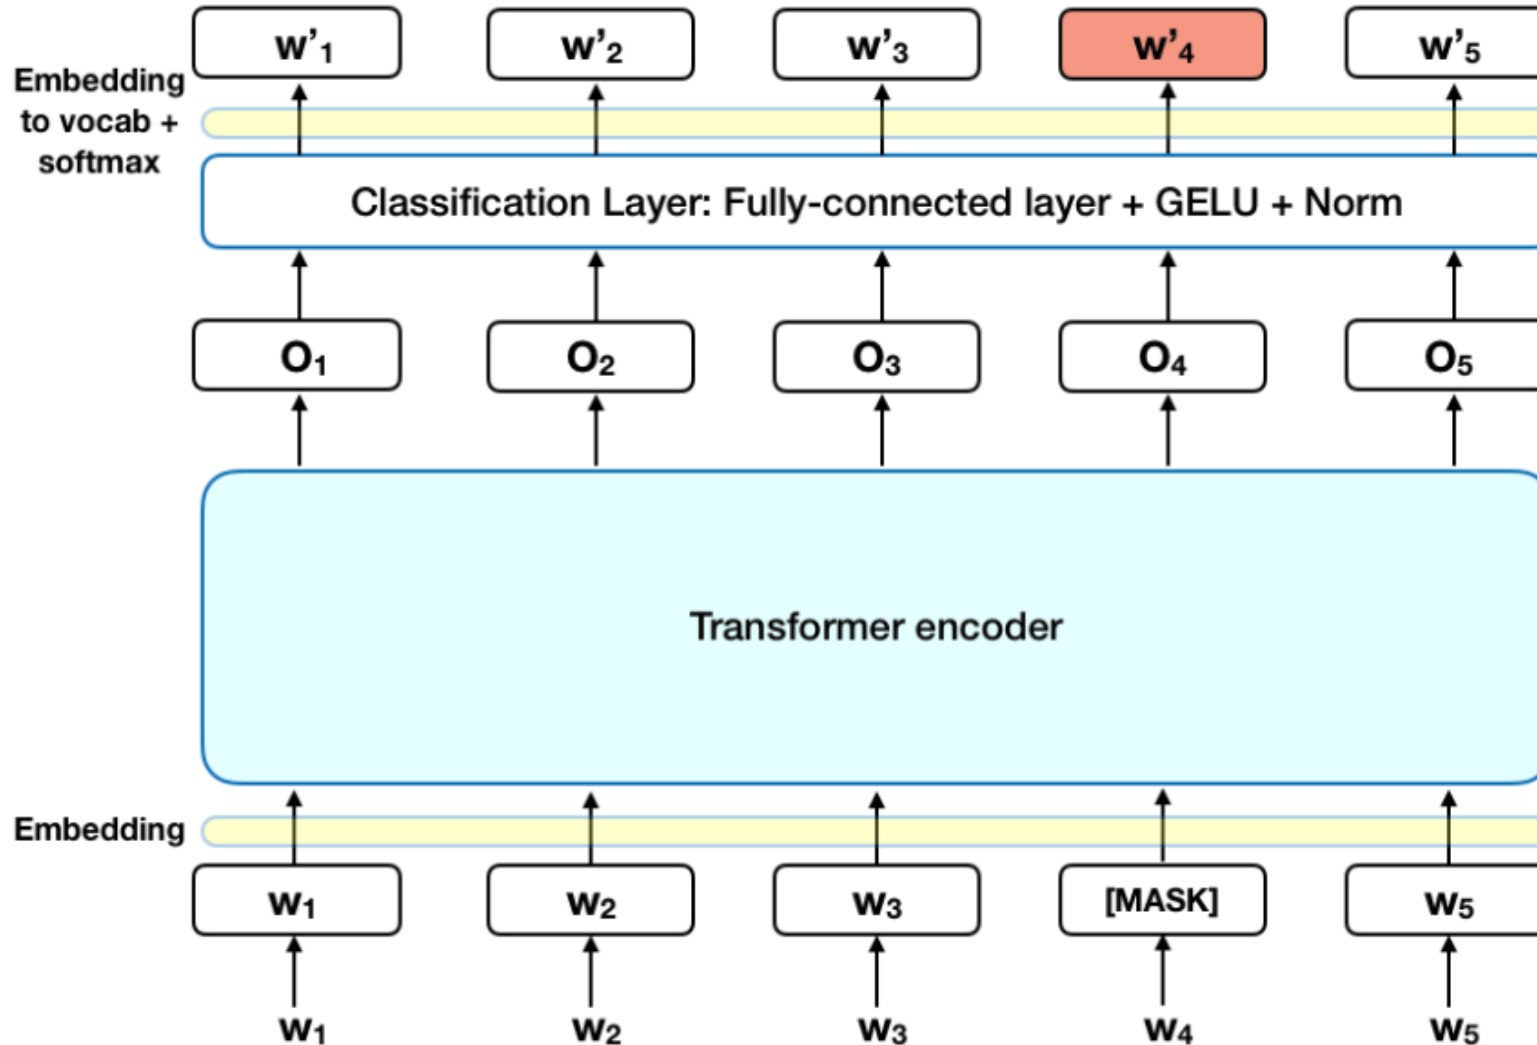 w’₁ w’₂ w’₃ w’₄ w’₅
Embedding
to vocab +
softmax
Classification Layer: Fully-connected layer + GELU + Norm
O₁ O₂ O₃ O₄ O₅
Transformer encoder
Embedding
w₁ w₂ w₃ [MASK] w₅
w₁ w₂ w₃ w₄ w₅